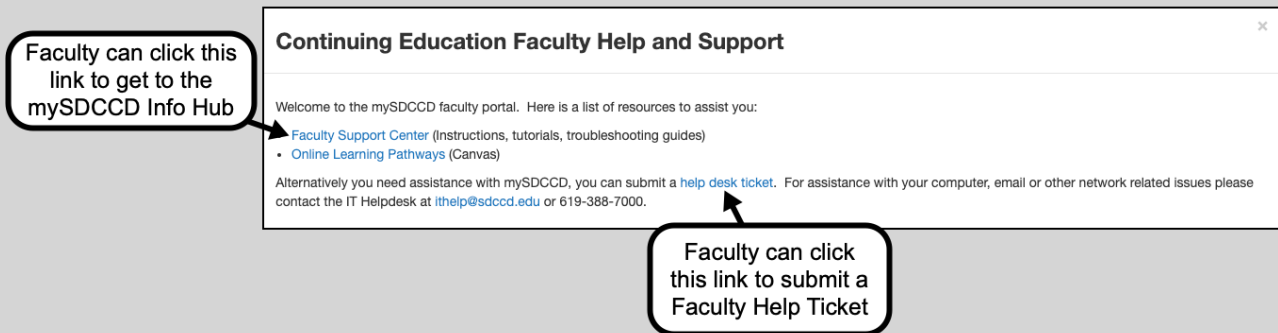 Faculty can click this
link to get to the
mySDCCD Info Hub
Continuing Education Faculty Help and Support
×
Welcome to the mySDCCD faculty portal.  Here is a list of resources to assist you:
Faculty Support Center (Instructions, tutorials, troubleshooting guides)
• Online Learning Pathways (Canvas)
Alternatively you need assistance with mySDCCD, you can submit a help desk ticket.  For assistance with your computer, email or other network related issues please
contact the IT Helpdesk at ithelp@sdccd.edu or 619-388-7000.
Faculty can click
this link to submit a
Faculty Help Ticket